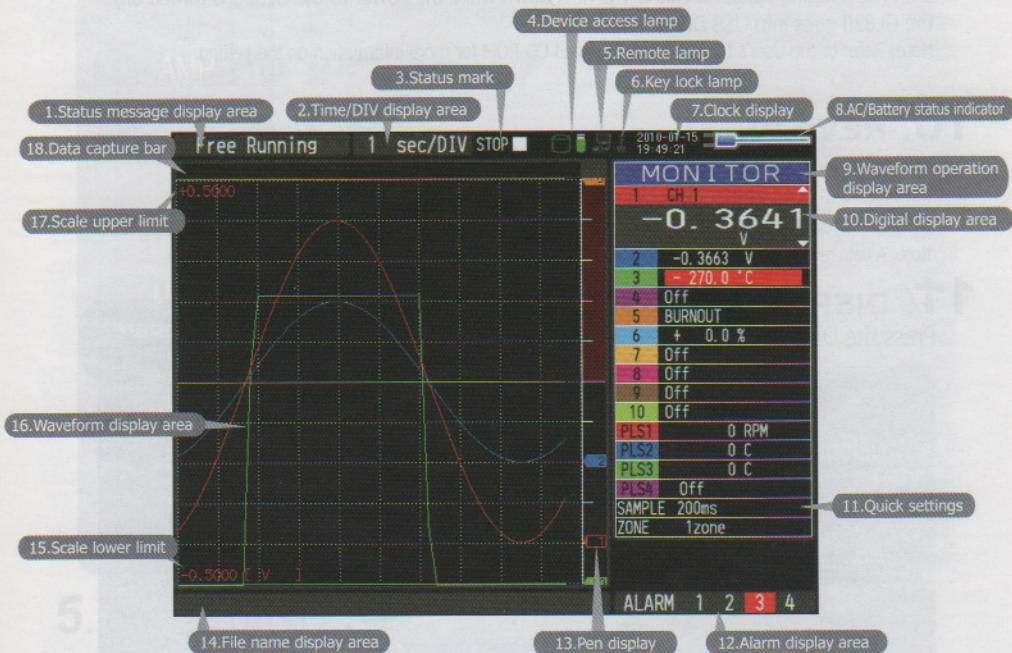 4.Device access lamp
5.Remote lamp
3.Status mark
6.Key lock lamp
1.Status message display area
2.Time/DIV display area
7.Clock display
8.AC/Battery status indicator
Free Running 1 sec/DIV STOP
2010-07-15
19:49:21
18.Data capture bar
MONITOR
9.Waveform operation
display area
+0.5000
1 CH 1
17.Scale upper limit
-0.3641
V
10.Digital display area
2 -0.3663 V
3 - 270.0 °C
4 Off
5 BURNOUT
6 + 0.0 %
7 Off
8 Off
9 Off
10 Off
16.Waveform display area
PLS1 0 RPM
PLS2 0 C
PLS3 0 C
PLS4 Off
2
SAMPLE 200ms
11.Quick settings
ZONE 1zone
15.Scale lower limit
1
-0.5000 [ V ]
ALARM 1 2 3 4
5.
14.File name display area
13.Pen display
12.Alarm display area